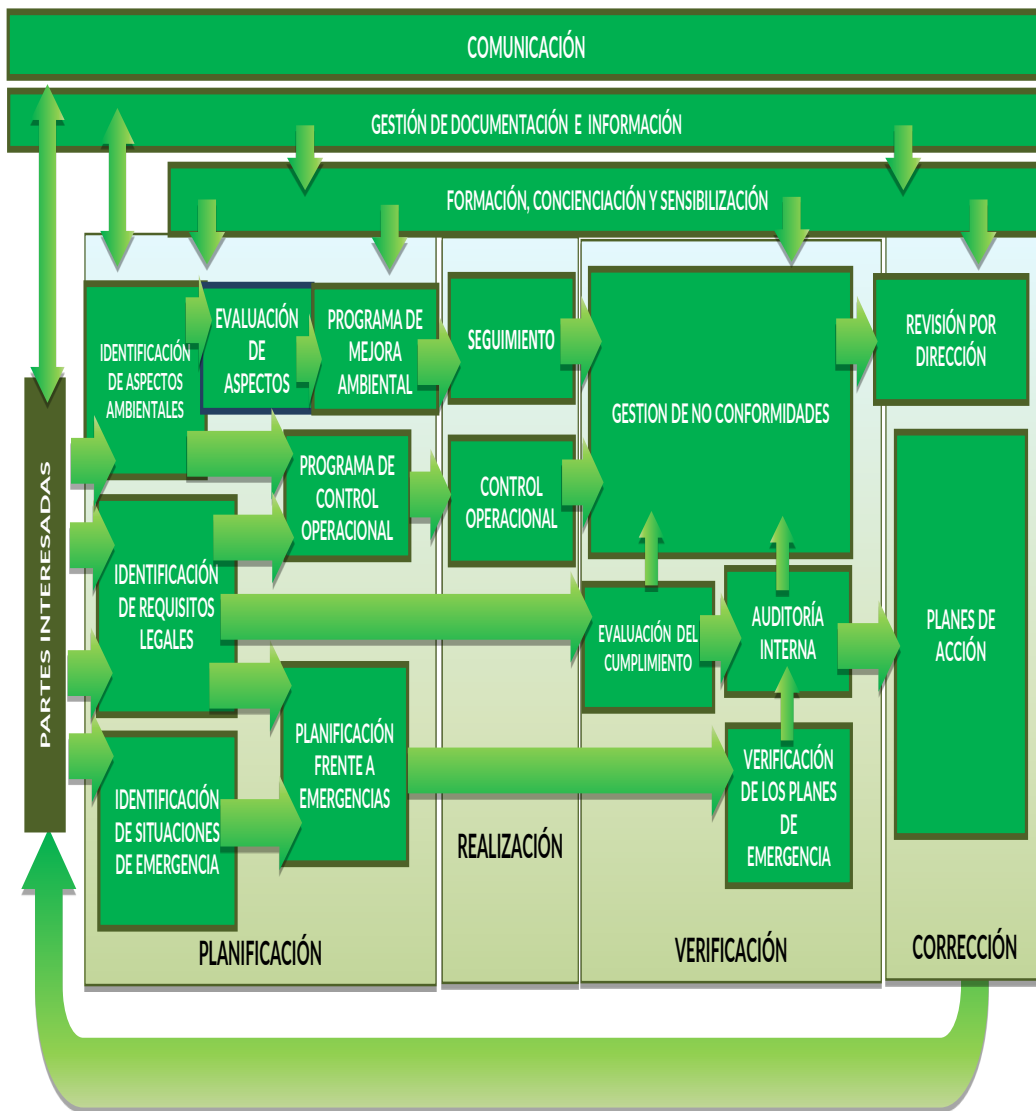 COMUNICACIÓN
GESTIÓN DE DOCUMENTACIÓN E INFORMACIÓN
FORMACIÓN, CONCIENCIACIÓN Y SENSIBILIZACIÓN
PARTES INTERESADAS
IDENTIFICACIÓN
DE ASPECTOS
AMBIENTALES
EVALUACIÓN
DE
ASPECTOS
PROGRAMA DE
MEJORA
AMBIENTAL
PROGRAMA DE
CONTROL
OPERACIONAL
IDENTIFICACIÓN
DE REQUISITOS
LEGALES
PLANIFICACIÓN
FRENTE A
EMERGENCIAS
IDENTIFICACIÓN
DE SITUACIONES
DE EMERGENCIA
PLANIFICACIÓN
SEGUIMIENTO
CONTROL
OPERACIONAL
REALIZACIÓN
GESTION DE NO CONFORMIDADES
EVALUACIÓN DEL
CUMPLIMIENTO
AUDITORÍA
INTERNA
VERIFICACIÓN
DE LOS PLANES
DE
EMERGENCIA
VERIFICACIÓN
REVISIÓN POR
DIRECCIÓN
PLANES DE
ACCIÓN
CORRECCIÓN